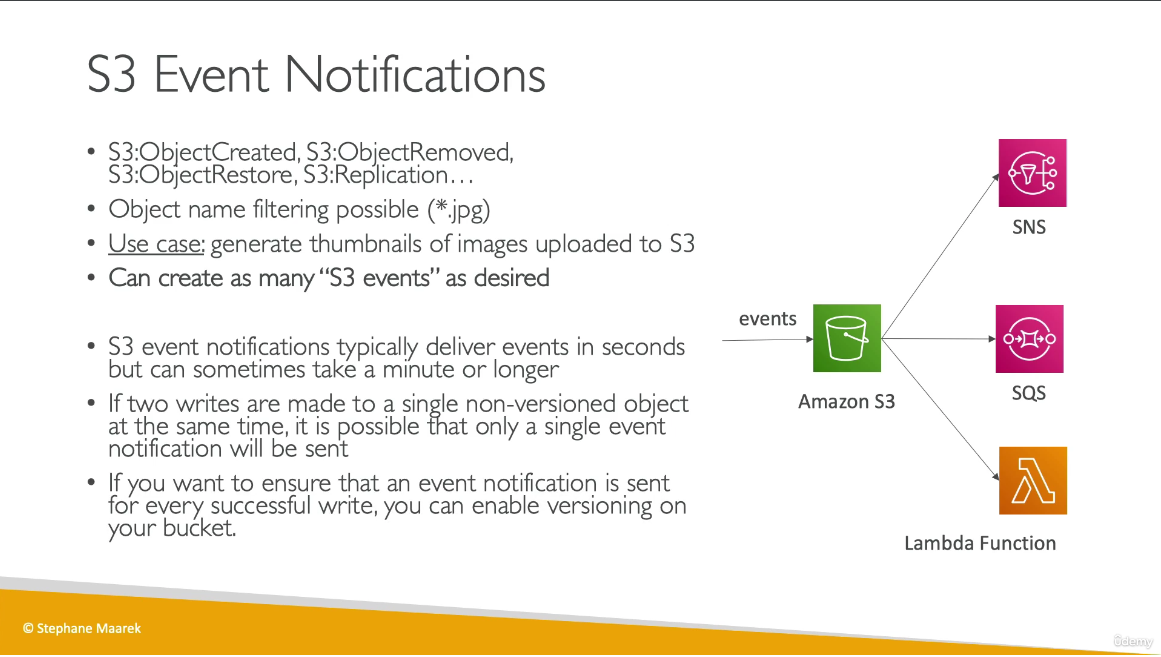 S3 Event Notifications
• S3:ObjectCreated, S3:ObjectRemoved,
S3:ObjectRestore, S3:Replication…
• Object name filtering possible (*.jpg)
• Use case: generate thumbnails of images uploaded to S3
• Can create as many “S3 events” as desired
• S3 event notifications typically deliver events in seconds
but can sometimes take a minute or longer
• If two writes are made to a single non-versioned object
at the same time, it is possible that only a single event
notification will be sent
• If you want to ensure that an event notification is sent
for every successful write, you can enable versioning on
your bucket.
events
Amazon S3
SNS
SQS
Lambda Function
© Stephane Maarek
ûdemy